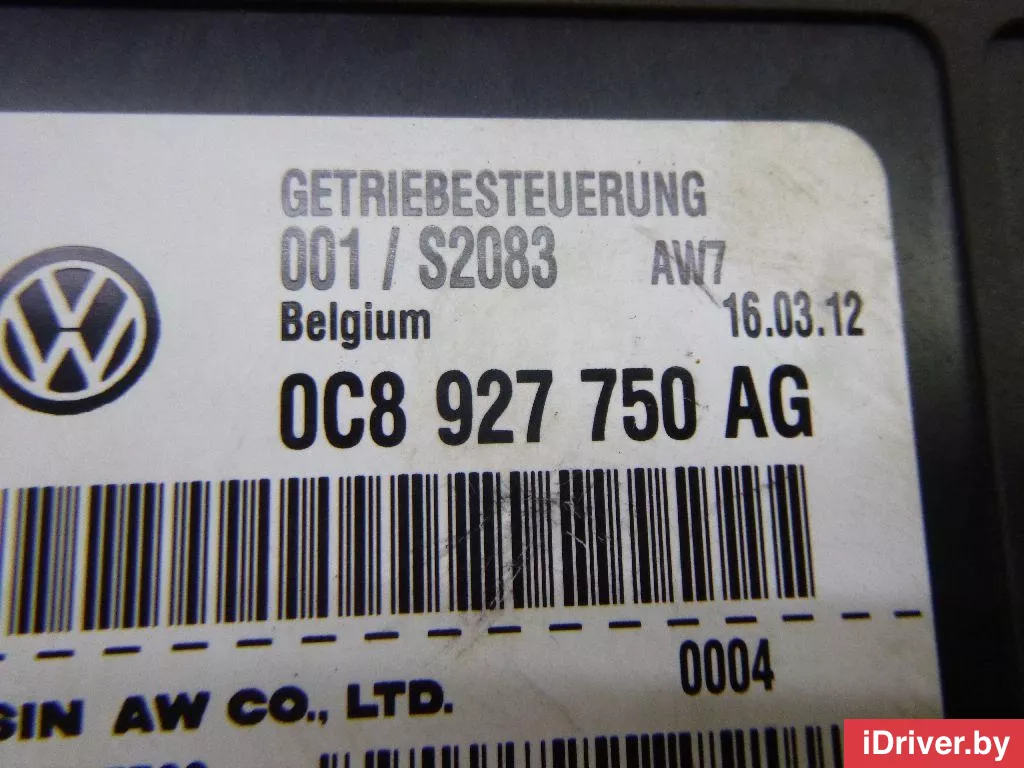 GETRIEBESTEUERUNG
001 / S2083 AW7
Belgium 16.03.12
0C8 927 750 AG
0004
SIN AW CO., LTD.
iDriver.by